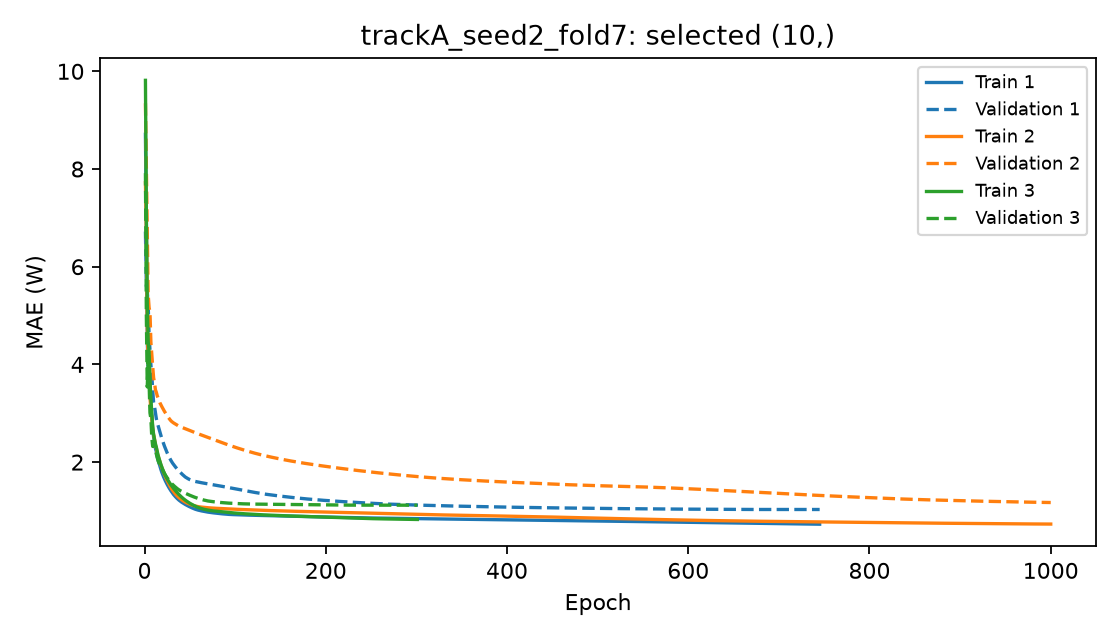 trackA_seed2_fold7: selected (10,)
MAE (W)
10
8
6
4
2
0
200
400
600
800
1000
Epoch
Train 1
Validation 1
Train 2
Validation 2
Train 3
Validation 3